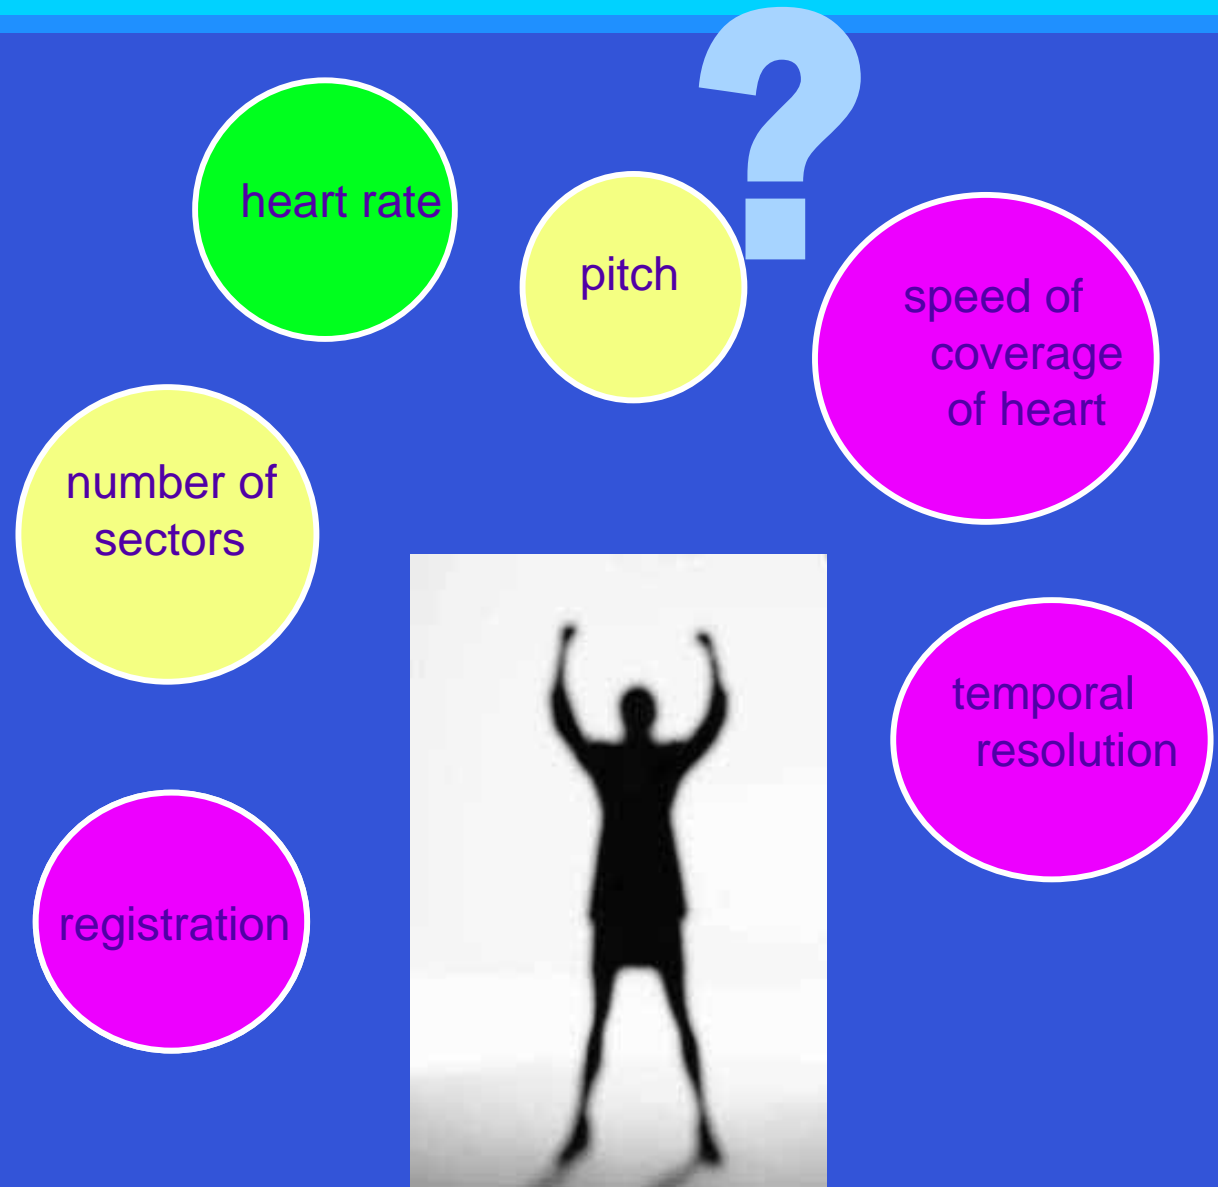 ?
heart rate
pitch
speed of
coverage
of heart
number of
sectors
temporal
resolution
registration